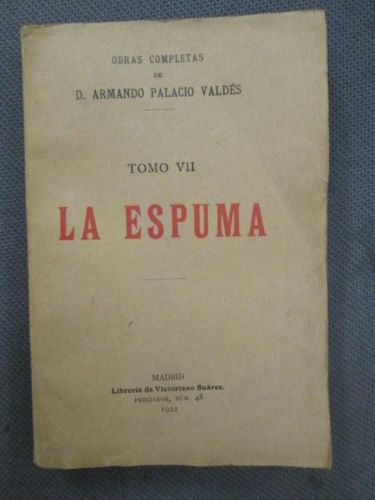 OBRAS COMPLETAS
DE
D. ARMANDO PALACIO VALDÉS
TOMO VII
LA ESPUMA
MADRID
Librería de Victoriano Suárez.
PRECIADOS, NÚM. 48
1922